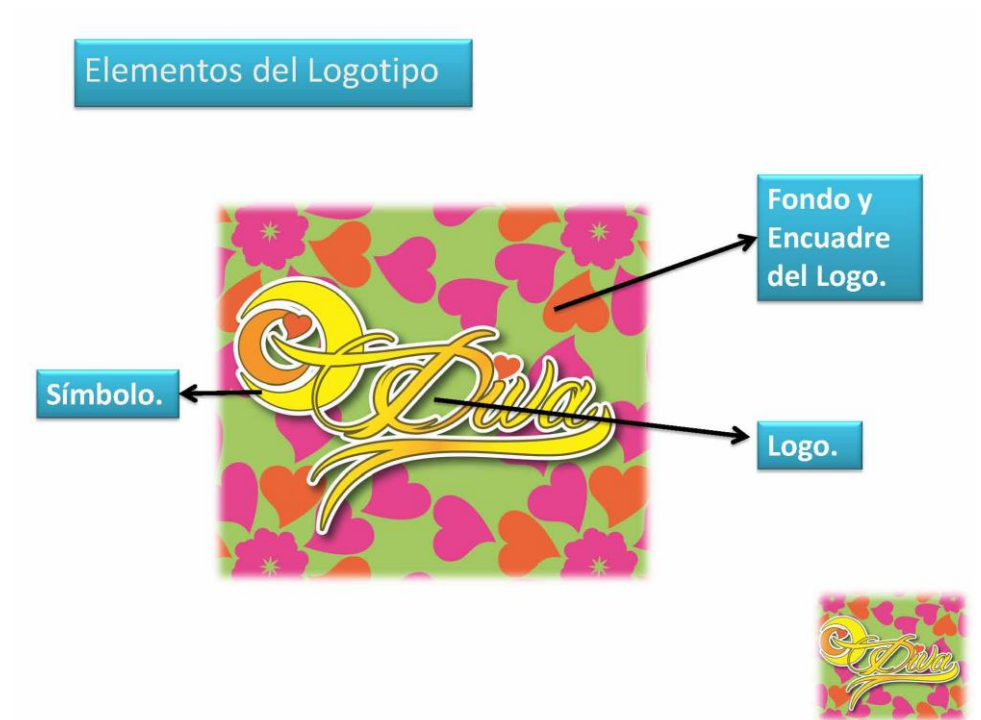 Elementos del Logotipo
Fondo y
Encuadre
del Logo.
Diva
Símbolo.
Logo.
Diva